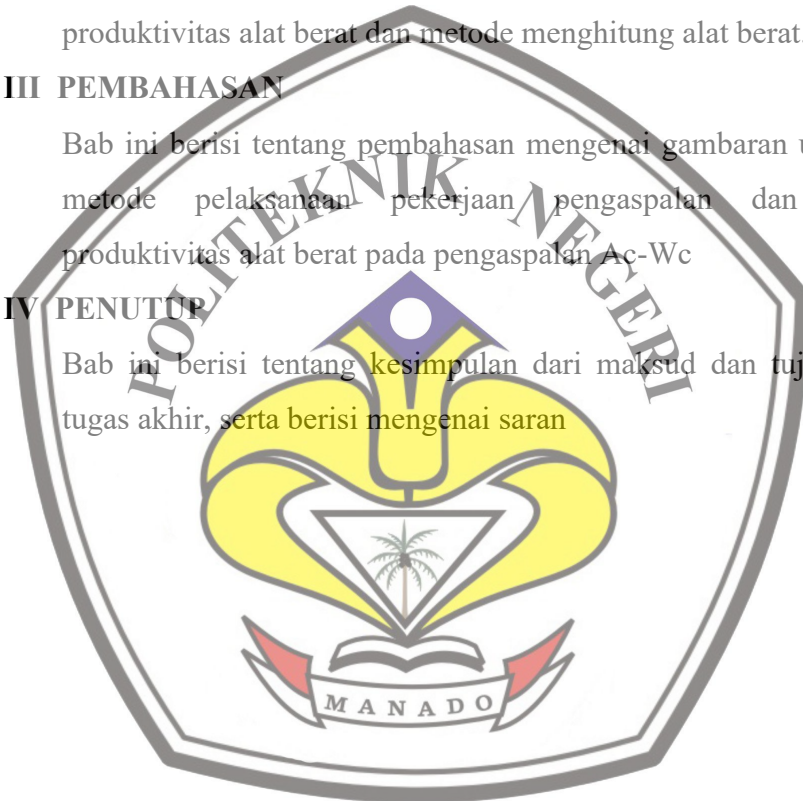 produktivitas alat berat dan metode menghitung alat berat.
III PEMBAHASAN
Bab ini berisi tentang pembahasan mengenai gambaran
metode pelaksanaan pekerjaan pengaspalan dan
produktivitas alat berat pada pengaspalan Ac-Wc
IV PENUTUP
Bab ini berisi tentang kesimpulan dari maksud dan
tugas akhir, serta berisi mengenai saran
POLITEKNIK NEGERI
MANADO